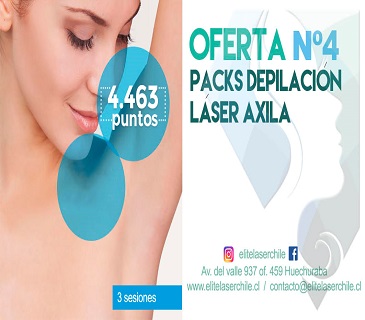 4.463
puntos
3 sesiones
OFERTA Nº4
PACKS DEPILACIÓN
LÁSER AXILA
elitelaserchile
Av. del valle 937 of. 459 Huechuraba
www.elitelaserchile.cl / contacto@elitelaserchile.cl